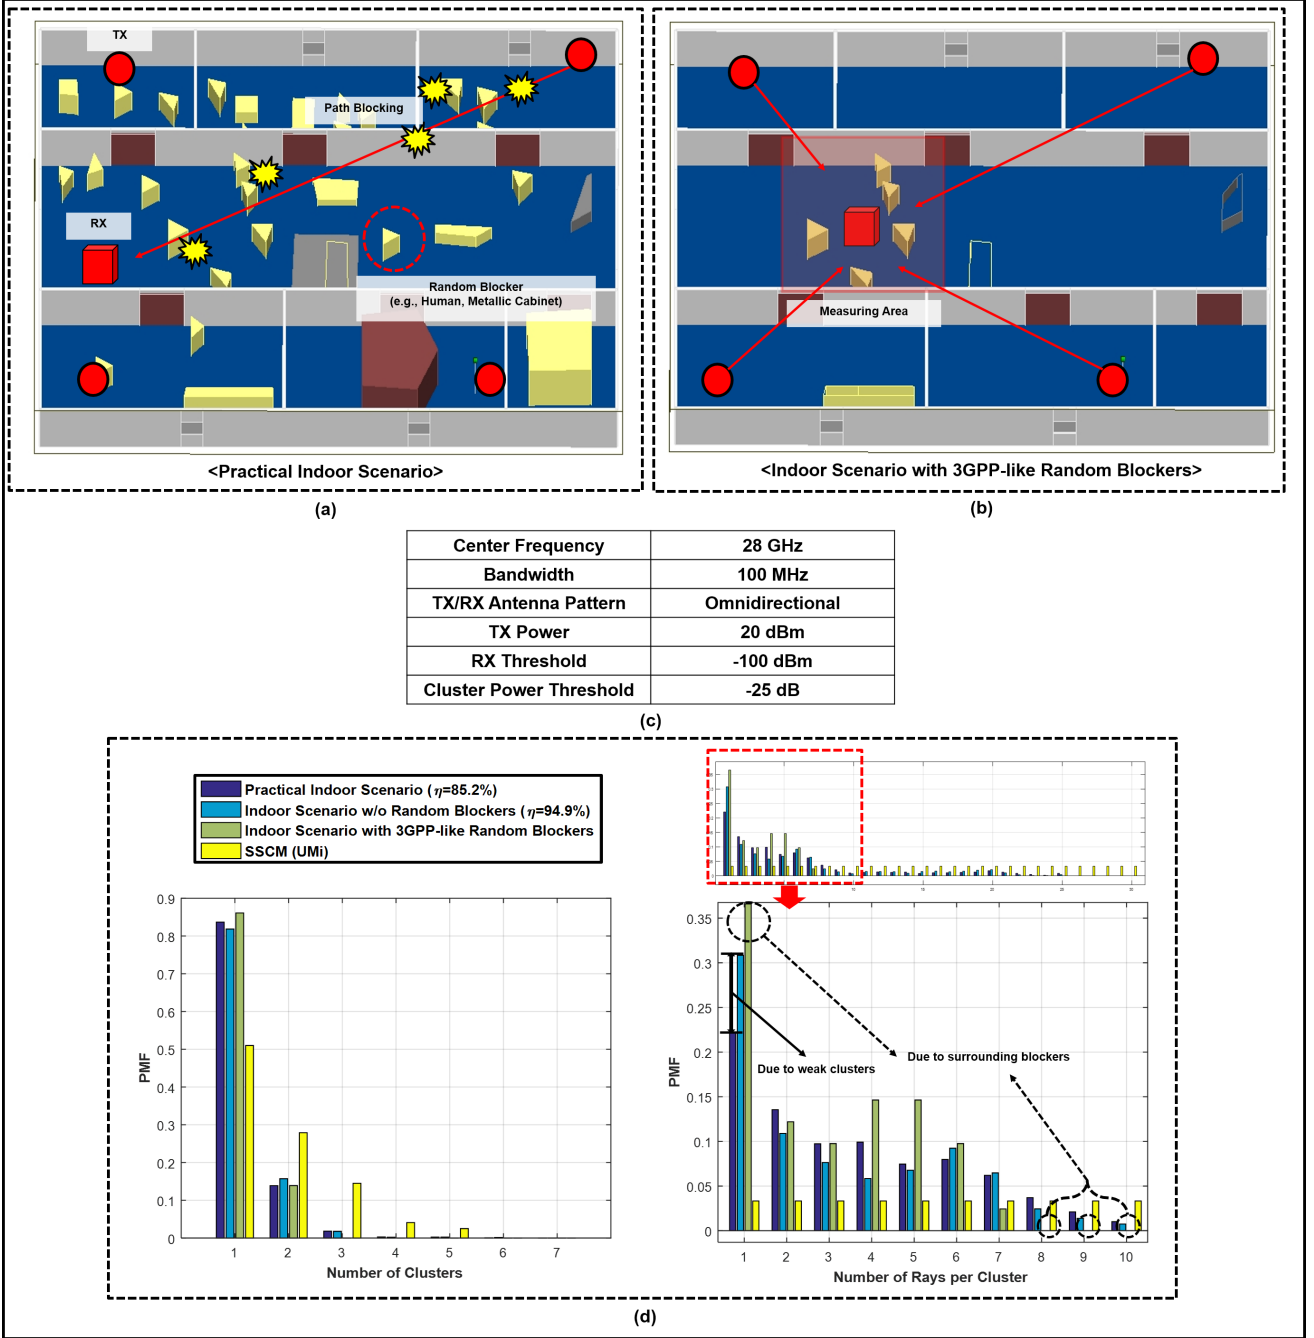 TX
Path Blocking
RX
Random Blocker
(e.g., Human, Metallic Cabinet)
<Practical Indoor Scenario>
(a)
Measuring Area
<Indoor Scenario with 3GPP-like Random Blockers>
(b)
Center Frequency 28 GHz
Bandwidth 100 MHz
TX/RX Antenna Pattern Omnidirectional
TX Power 20 dBm
RX Threshold -100 dBm
Cluster Power Threshold -25 dB
(c)
Practical Indoor Scenario (η=85.2%)
Indoor Scenario w/o Random Blockers (η=94.9%)
Indoor Scenario with 3GPP-like Random Blockers
SSCM (UMi)
0.9
0.8
0.7
0.6
0.5
0.4
0.3
0.2
0.1
0
PMF
1 2 3 4 5 6 7
Number of Clusters
0.35
0.3
0.25
0.2
0.15
0.1
0.05
0
PMF
Due to weak clusters
Due to surrounding blockers
1 2 3 4 5 6 7 8 9 10
Number of Rays per Cluster
(d)